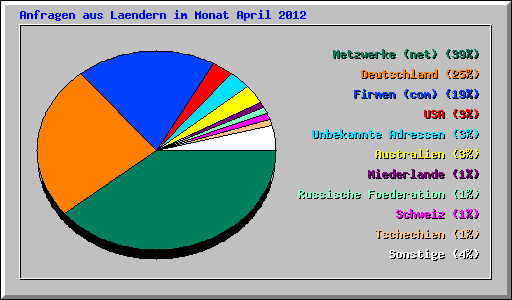 Anfragen aus Laendern im Monat April 2012
Netzwerke (net) (39%)
Deutschland (25%)
Firmen (com) (19%)
USA (3%)
Unbekannte Adressen (3%)
Australien (3%)
Niederlande (1%)
Russische Foederation (1%)
Schweiz (1%)
Tschechien (1%)
Sonstige (4%)